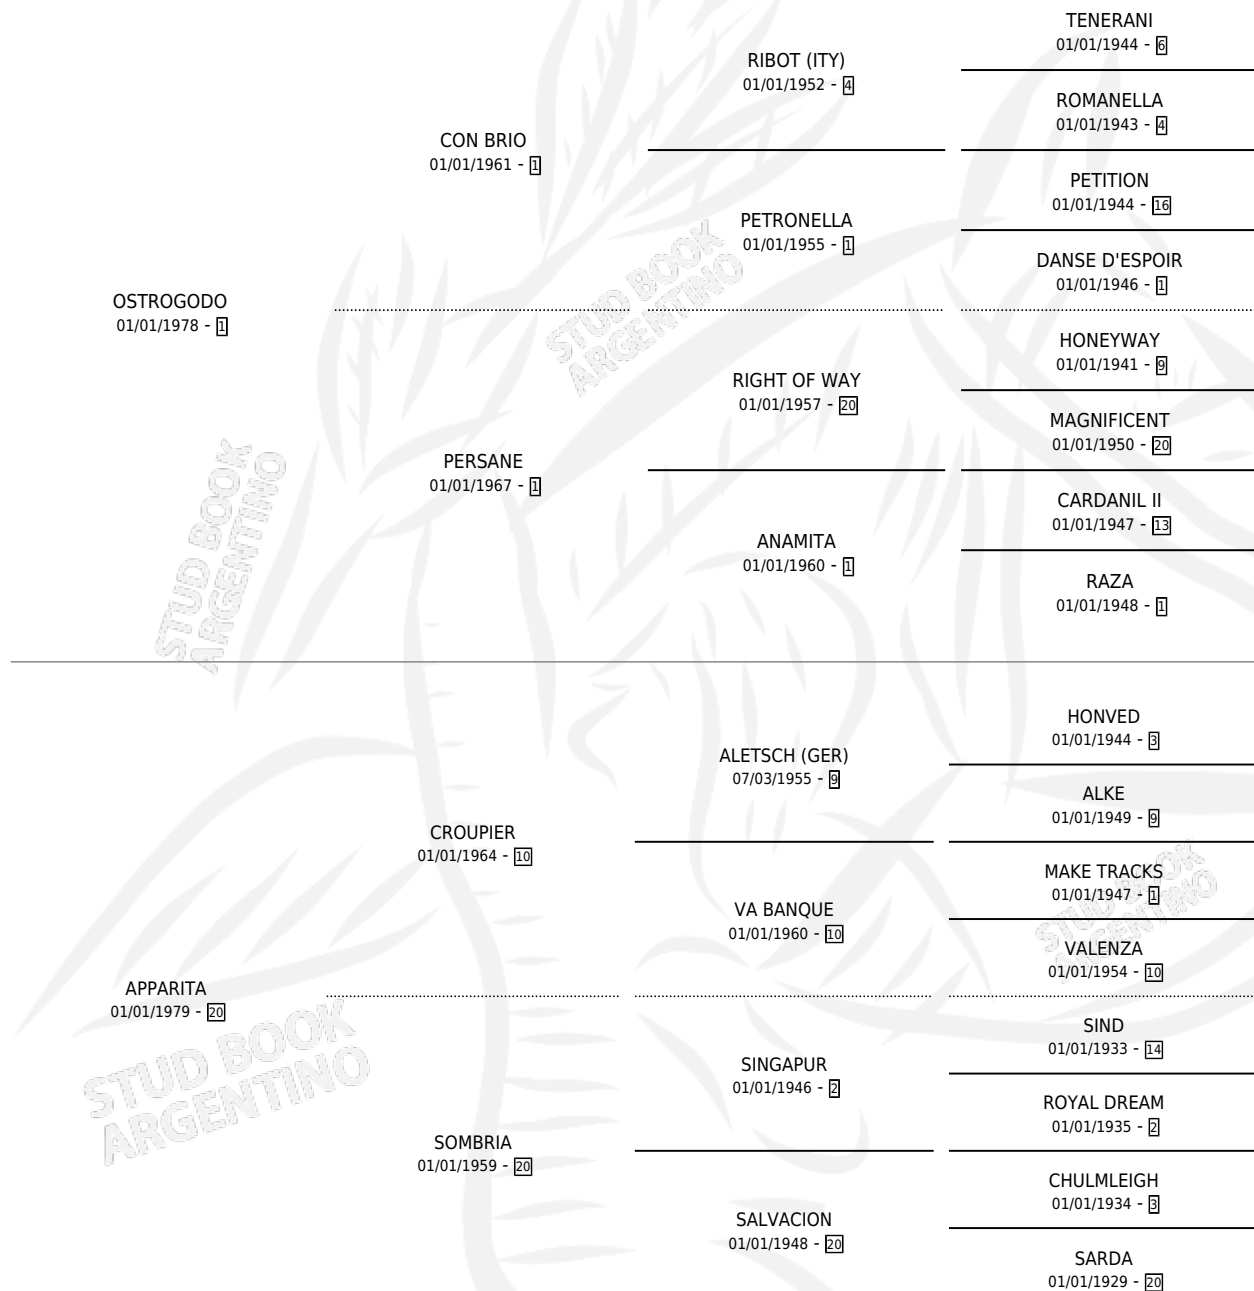 TENERANI
01/01/1944 - 6
RIBOT (ITY)
01/01/1952 - 4
ROMANELLA
01/01/1943 - 4
CON BRIO
01/01/1961 - 1
PETITION
01/01/1944 - 16
PETRONELLA
01/01/1955 - 1
DANSE D'ESPOIR
01/01/1946 - 1
OSTROGODO
01/01/1978 - 1
HONEYWAY
01/01/1941 - 9
RIGHT OF WAY
01/01/1957 - 20
MAGNIFICENT
01/01/1950 - 20
PERSANE
01/01/1967 - 1
CARDANIL II
01/01/1947 - 13
ANAMITA
01/01/1960 - 1
RAZA
01/01/1948 - 1
HONVED
01/01/1944 - 3
ALETSCH (GER)
07/03/1955 - 9
ALKE
01/01/1949 - 9
CROUPIER
01/01/1964 - 10
MAKE TRACKS
01/01/1947 - 1
VA BANQUE
01/01/1960 - 10
VALENZA
01/01/1954 - 10
APPARITA
01/01/1979 - 20
SIND
01/01/1933 - 14
SINGAPUR
01/01/1946 - 2
ROYAL DREAM
01/01/1935 - 2
SOMBRIA
01/01/1959 - 20
CHULMLEIGH
01/01/1934 - 3
SALVACION
01/01/1948 - 20
SARDA
01/01/1929 - 20
STUD BOOK
ARGENTINO
STUD BOOK
ARGENTINO
STUD BOOK
ARGENTINO
STUD BOOK
ARGENTINO